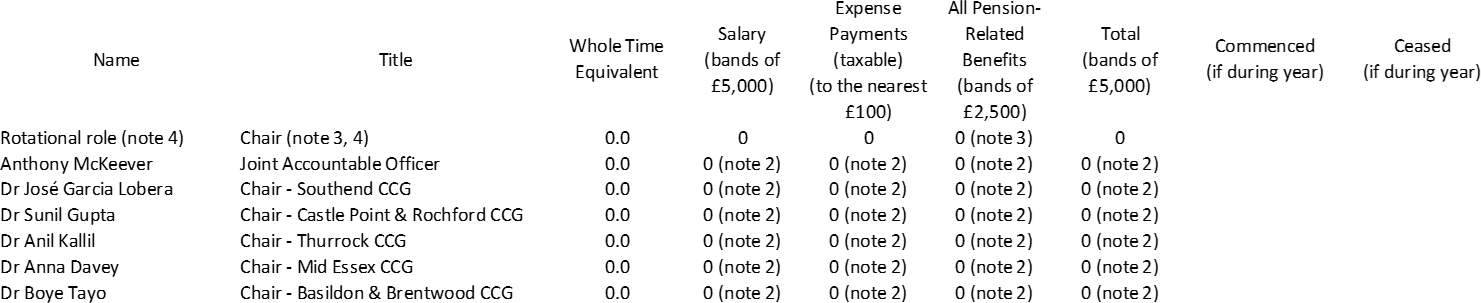 Name Title Whole Time Equivalent Salary (bands of £5,000) Expense Payments (taxable) (to the nearest £100) All Pension-Related Benefits (bands of £2,500) Total (bands of £5,000) Commenced (if during year) Ceased (if during year)
Rotational role (note 4) Chair (note 3, 4) 0.0 0 0 0 (note 3) 0
Anthony McKeever Joint Accountable Officer 0.0 0 (note 2) 0 (note 2) 0 (note 2) 0 (note 2)
Dr José Garcia Lobera Chair - Southend CCG 0.0 0 (note 2) 0 (note 2) 0 (note 2) 0 (note 2)
Dr Sunil Gupta Chair - Castle Point & Rochford CCG 0.0 0 (note 2) 0 (note 2) 0 (note 2) 0 (note 2)
Dr Anil Kallil Chair - Thurrock CCG 0.0 0 (note 2) 0 (note 2) 0 (note 2) 0 (note 2)
Dr Anna Davey Chair - Mid Essex CCG 0.0 0 (note 2) 0 (note 2) 0 (note 2) 0 (note 2)
Dr Boye Tayo Chair - Basildon & Brentwood CCG 0.0 0 (note 2) 0 (note 2) 0 (note 2) 0 (note 2)